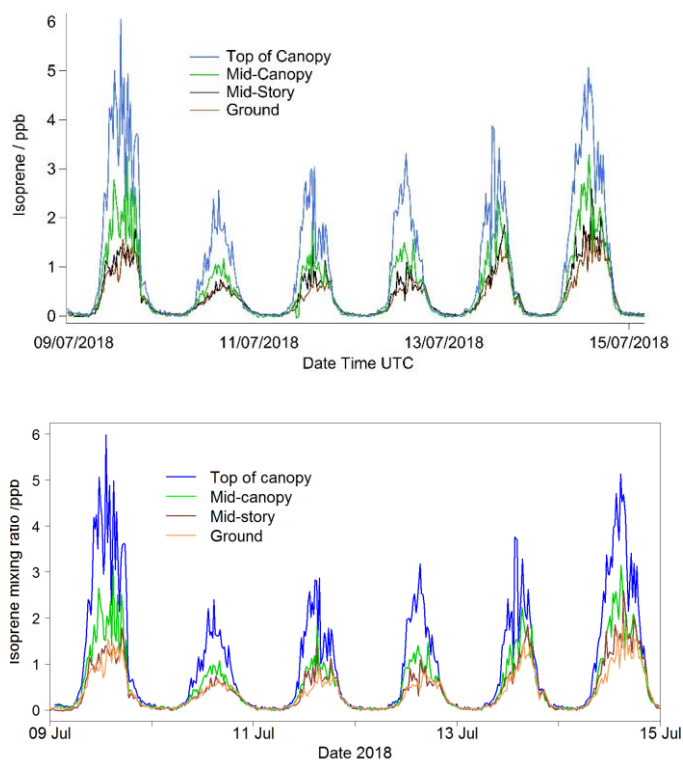 6
5
4
3
2
1
0
Isoprene / ppb
Top of Canopy
Mid-Canopy
Mid-Story
Ground
09/07/2018
11/07/2018
13/07/2018
15/07/2018
Date Time UTC
6
5
4
3
2
1
0
Isoprene mixing ratio /ppb
Top of canopy
Mid-canopy
Mid-story
Ground
09 Jul
11 Jul
13 Jul
15 Jul
Date 2018